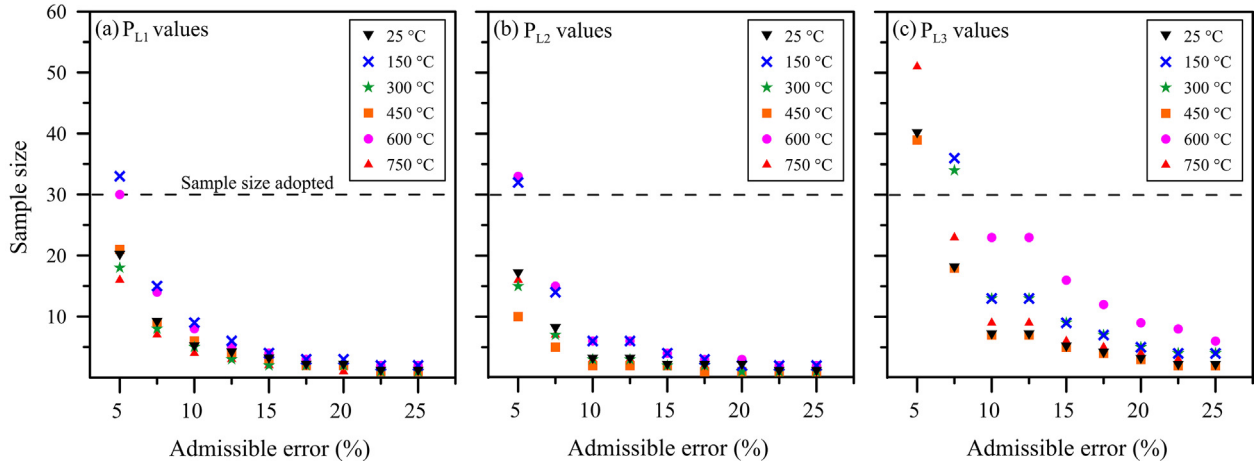 60
50
40
30
20
10
Sample size
(a) P_L1 values
25 °C
150 °C
300 °C
450 °C
600 °C
750 °C
Sample size adopted
5 10 15 20 25
Admissible error (%)
(b) P_L2 values
25 °C
150 °C
300 °C
450 °C
600 °C
750 °C
5 10 15 20 25
Admissible error (%)
(c) P_L3 values
25 °C
150 °C
300 °C
450 °C
600 °C
750 °C
5 10 15 20 25
Admissible error (%)